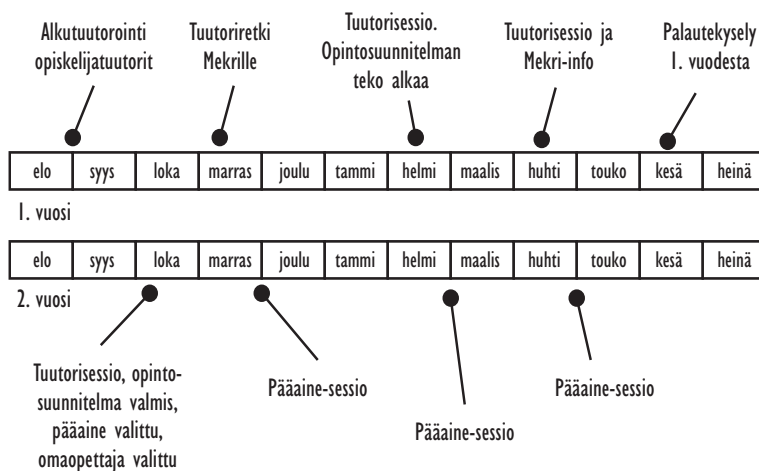 Alkutuutorointi
opiskelijatuutorit
Tuutoriretki
Mekrille
Tuutorisessio.
Opintosuunnitelman
teko alkaa
Tuutorisessio ja
Mekri-info
Palautekysely
1. vuodesta
elo syys loka marras joulu tammi helmi maalis huhti touko kesä heinä
1. vuosi
elo syys loka marras joulu tammi helmi maalis huhti touko kesä heinä
2. vuosi
Tuutorisessio, opinto-
suunnitelma valmis,
pääaine valittu,
omaopettaja valittu
Pääaine-sessio
Pääaine-sessio
Pääaine-sessio